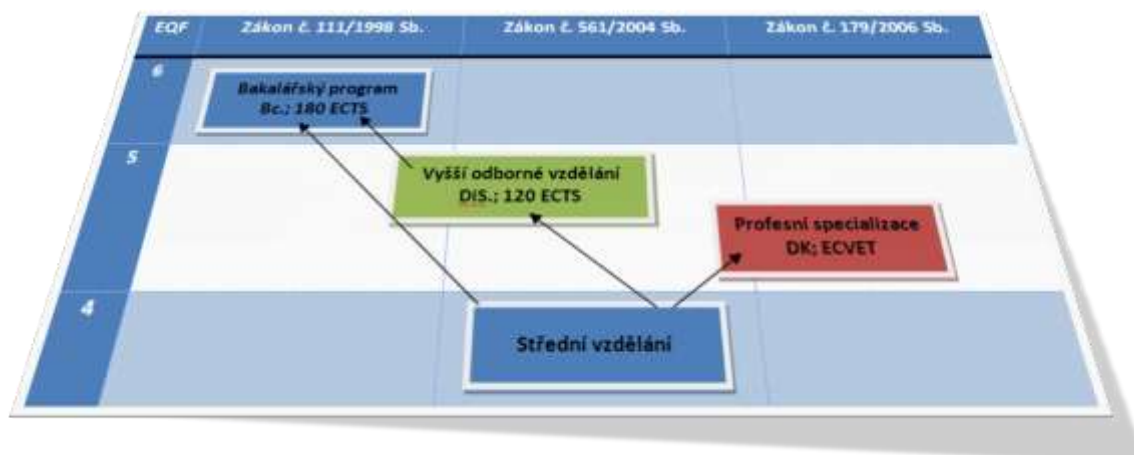 EQF Zákon č. 111/1998 Sb. Zákon č. 561/2004 Sb. Zákon č. 179/2006 Sb.
6
Bakalářský program
Bc.; 180 ECTS
5
Vyšší odborné vzdělání
DiS.; 120 ECTS
Profesní specializace
DK; ECVET
4
Střední vzdělání